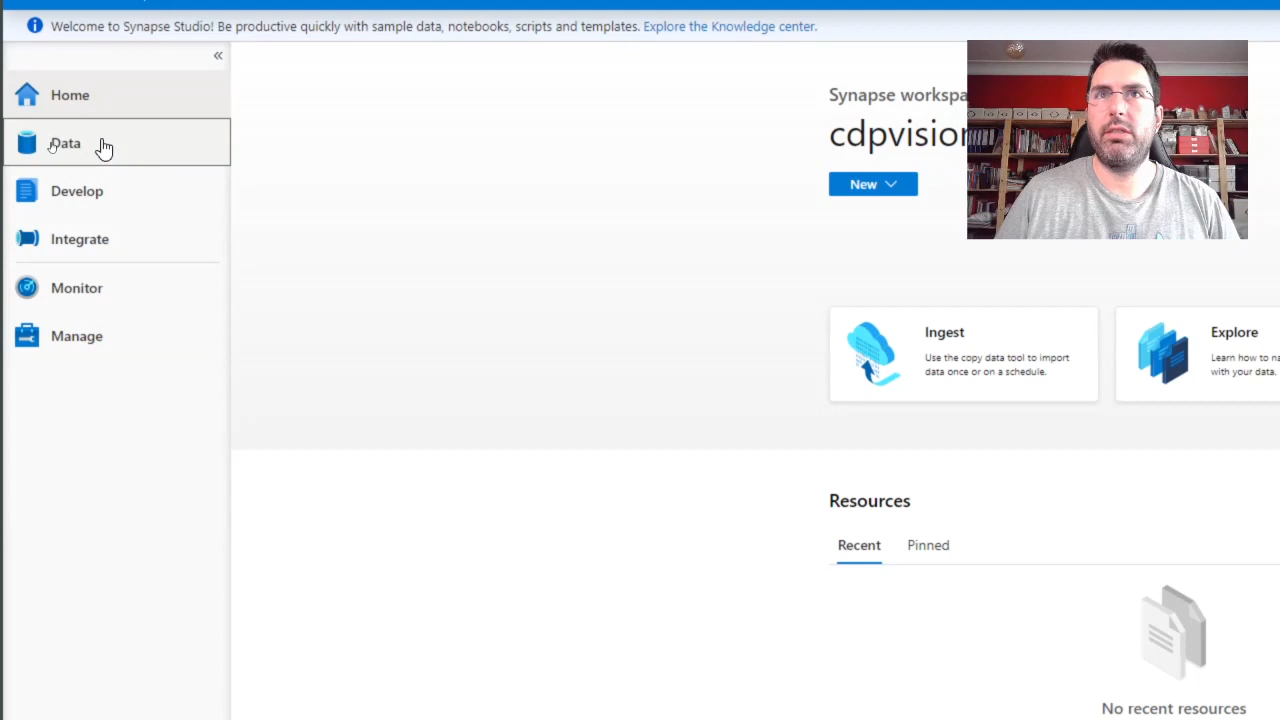 Welcome to Synapse Studio! Be productive quickly with sample data, notebooks, scripts and templates. Explore the Knowledge center.
«
Home
Data
Develop
Integrate
Monitor
Manage
Synapse workspa
cdpvision
New
Ingest
Use the copy data tool to import
data once or on a schedule.
Explore
Learn how to na
with your data.
Resources
Recent
Pinned
No recent resources